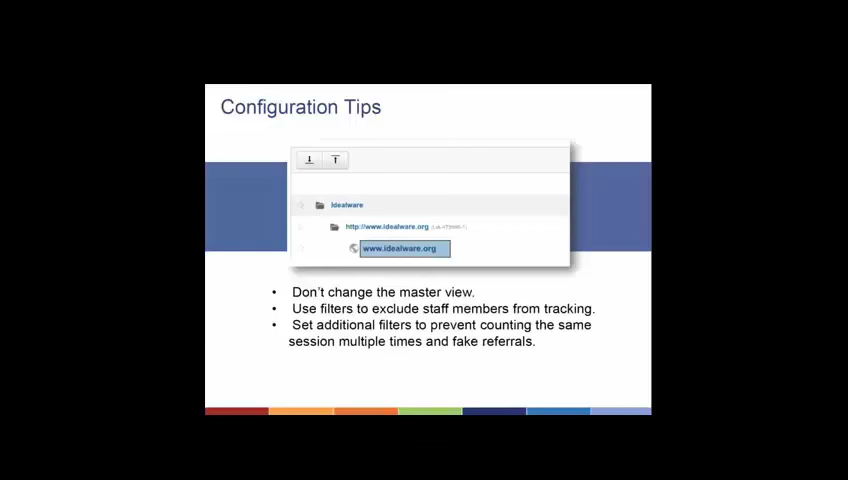 Configuration Tips
Idealware
http://www.idealware.org
www.idealware.org
• Don't change the master view.
• Use filters to exclude staff members from tracking.
• Set additional filters to prevent counting the same
session multiple times and fake referrals.